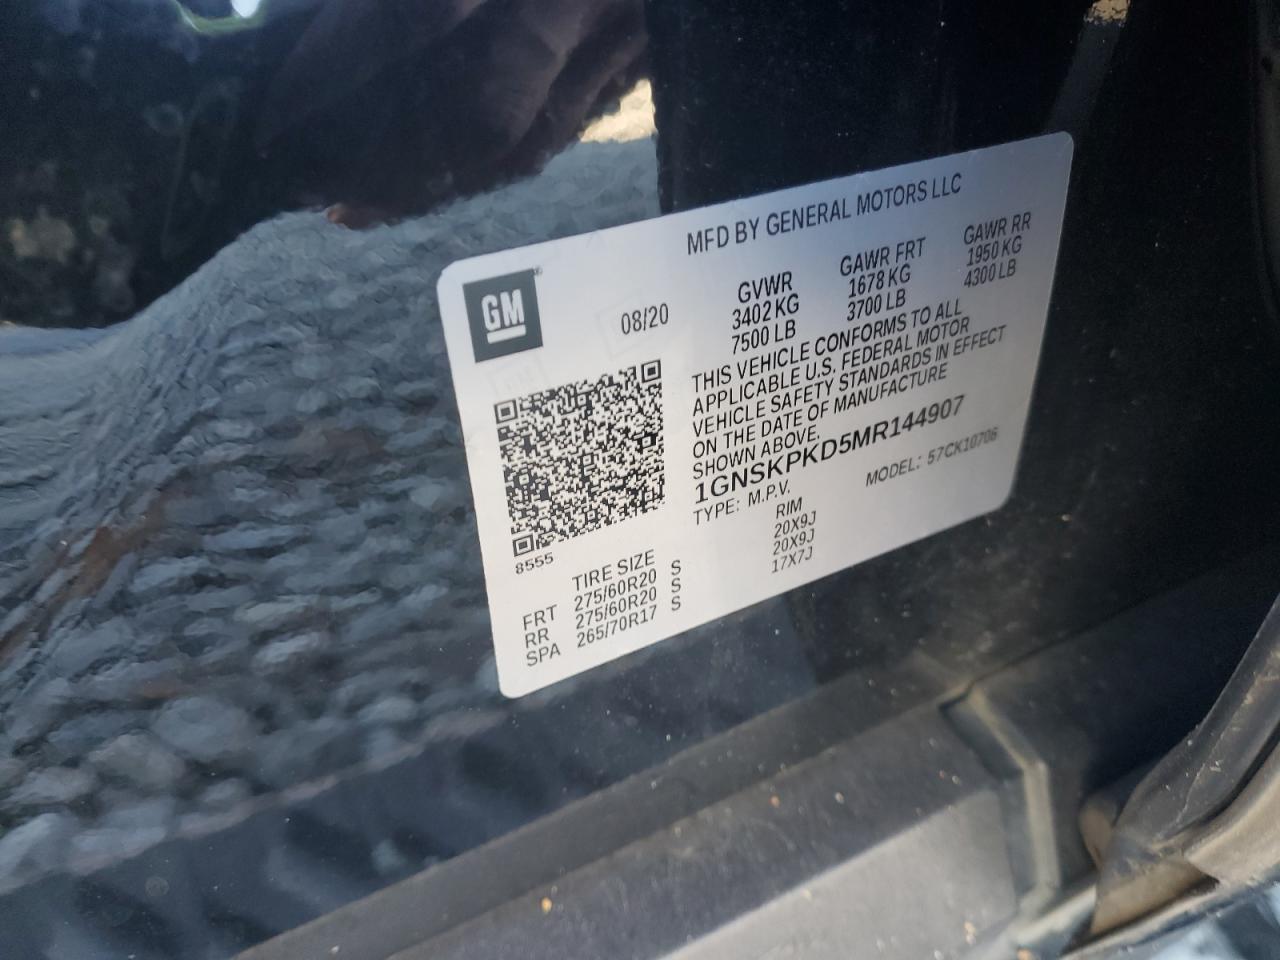 MFD BY GENERAL MOTORS LLC
GM
08/20
GVWR GAWR FRT GAWR RR
3402 KG 1678 KG 1950 KG
7500 LB 3700 LB 4300 LB
THIS VEHICLE CONFORMS TO ALL
APPLICABLE U.S. FEDERAL MOTOR
VEHICLE SAFETY STANDARDS IN EFFECT
ON THE DATE OF MANUFACTURE
SHOWN ABOVE.
1GNSKPKD5MR144907
TYPE: M.P.V. MODEL: 57CK10706
8555
TIRE SIZE RIM
FRT 275/60R20 S 20X9J
RR 275/60R20 S 20X9J
SPA 265/70R17 S 17X7J